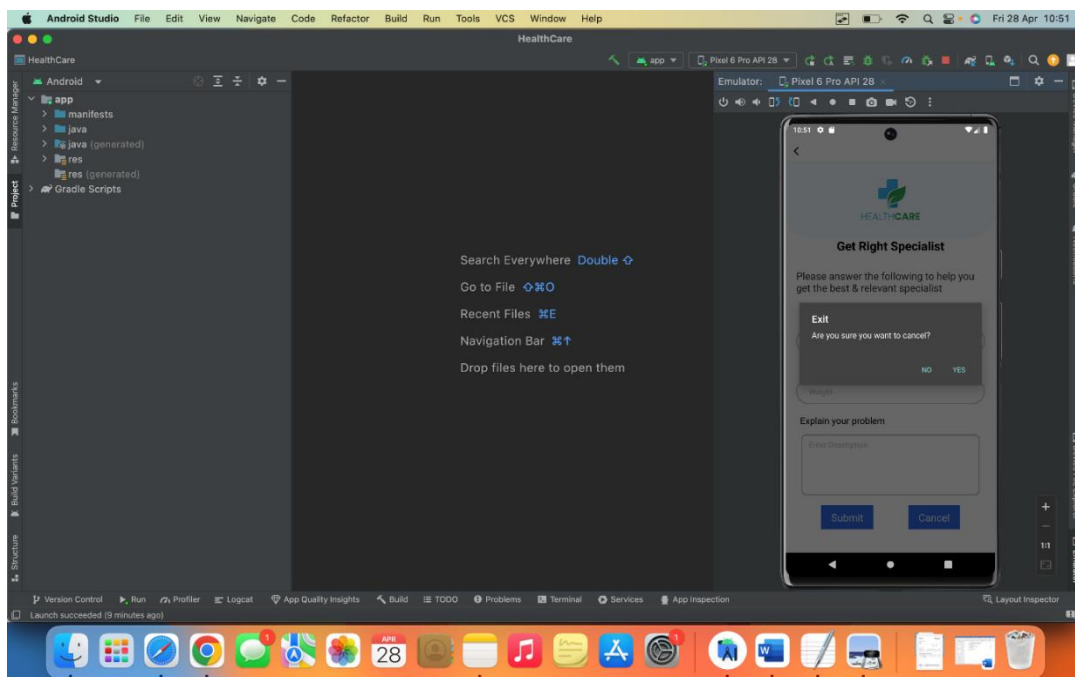 Android Studio File Edit View Navigate Code Refactor Build Run Tools VCS Window Help Fri 28 Apr 10:51
HealthCare
HealthCare app Pixel 6 Pro API 28
Android Emulator: Pixel 6 Pro API 28
app
manifests
java
java (generated)
res
res (generated)
Gradle Scripts
Resource Manager
Project
Bookmarks
Build Variants
Structure
Search Everywhere Double ⇧
Go to File ⇧⌘O
Recent Files ⌘E
Navigation Bar ⌘↑
Drop files here to open them
10:51
HEALTHCARE
Get Right Specialist
Please answer the following to help you
get the best & relevant specialist
Exit
Are you sure you want to cancel?
NO YES
Weight
Explain your problem
Enter Description
Submit Cancel
1:1
Version Control Run Profiler Logcat App Quality Insights Build TODO Problems Terminal Services App Inspection Layout Inspector
Launch succeeded (9 minutes ago)
1
APR
28
1